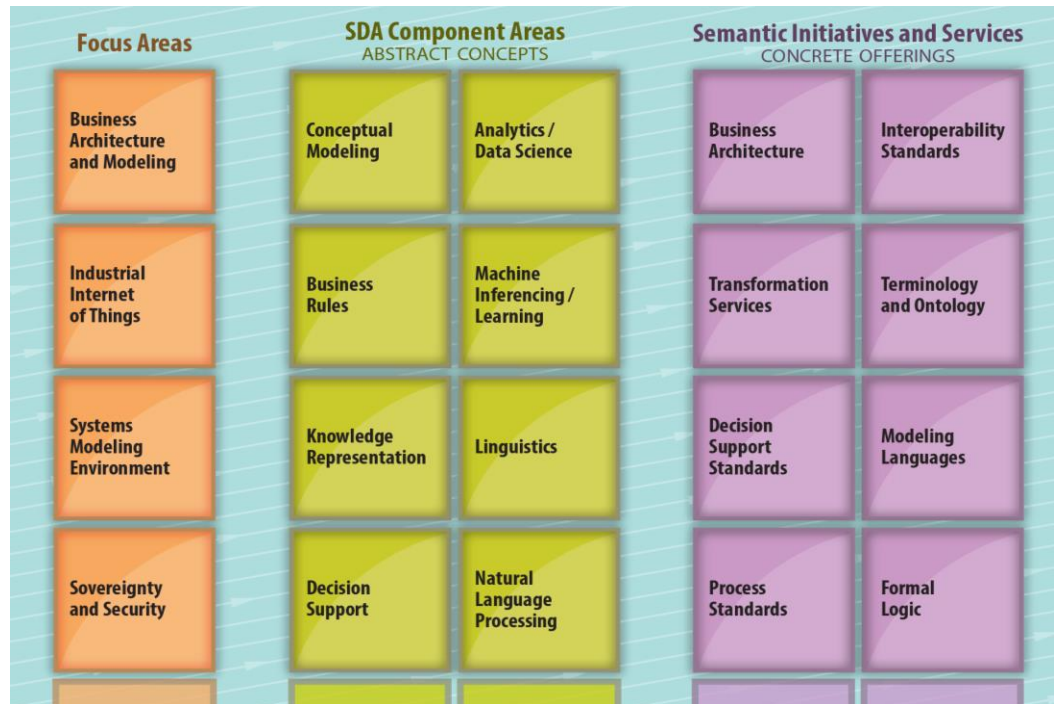 Focus Areas
Business
Architecture
and Modeling
Industrial
Internet
of Things
Systems
Modeling
Environment
Sovereignty
and Security
SDA Component Areas
ABSTRACT CONCEPTS
Conceptual
Modeling
Analytics /
Data Science
Business
Rules
Machine
Inferencing /
Learning
Knowledge
Representation
Linguistics
Decision
Support
Natural
Language
Processing
Semantic Initiatives and Services
CONCRETE OFFERINGS
Business
Architecture
Interoperability
Standards
Transformation
Services
Terminology
and Ontology
Decision
Support
Standards
Modeling
Languages
Process
Standards
Formal
Logic